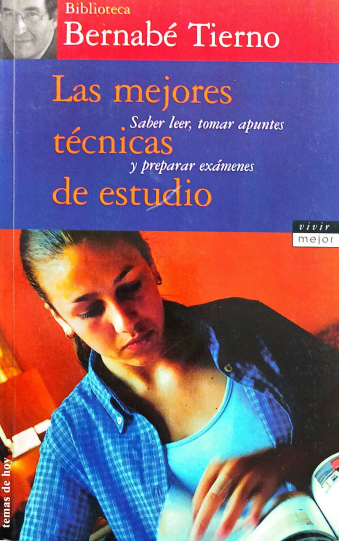 Biblioteca
Bernabé Tierno
Las mejores
Saber leer, tomar apuntes
técnicas
y preparar exámenes
de estudio
vivir
mejor
temas de hoy